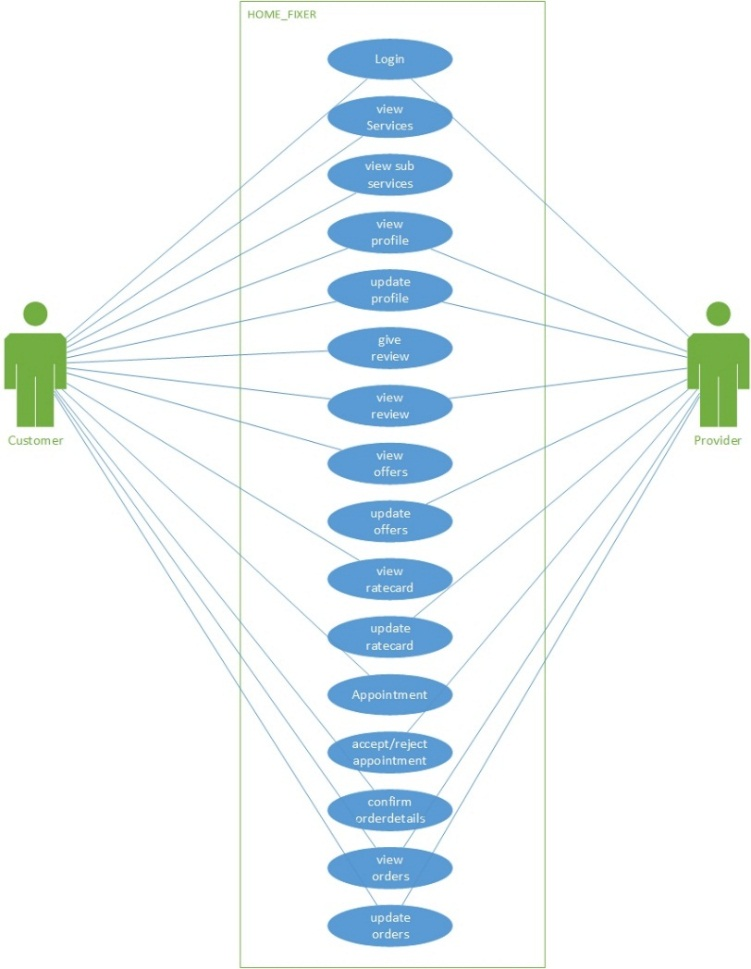 HOME_FIXER
Login
view
Services
view sub
services
view
profile
update
profile
give
review
view
review
Customer
Provider
view
offers
update
offers
view
ratecard
update
ratecard
Appointment
accept/reject
appointment
confirm
orderdetails
view
orders
update
orders